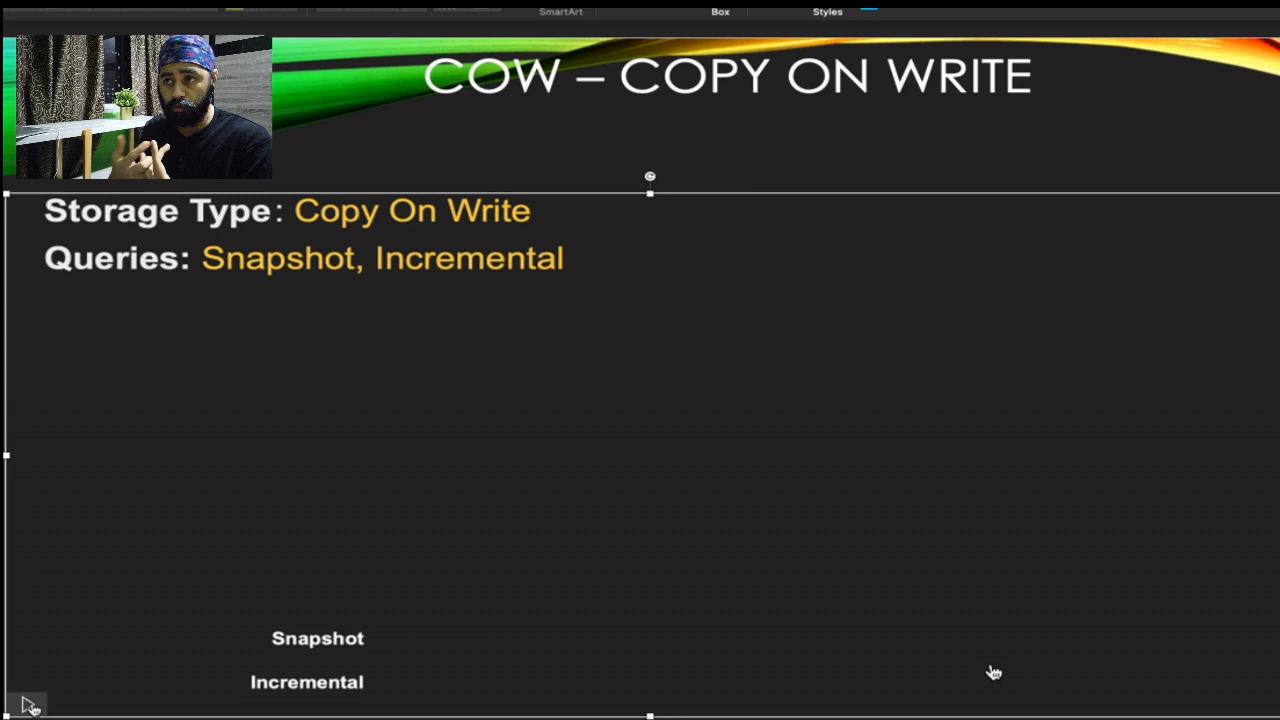 SmartArt
Box
Styles
COW – COPY ON WRITE
Storage Type: Copy On Write
Queries: Snapshot, Incremental
Snapshot
Incremental